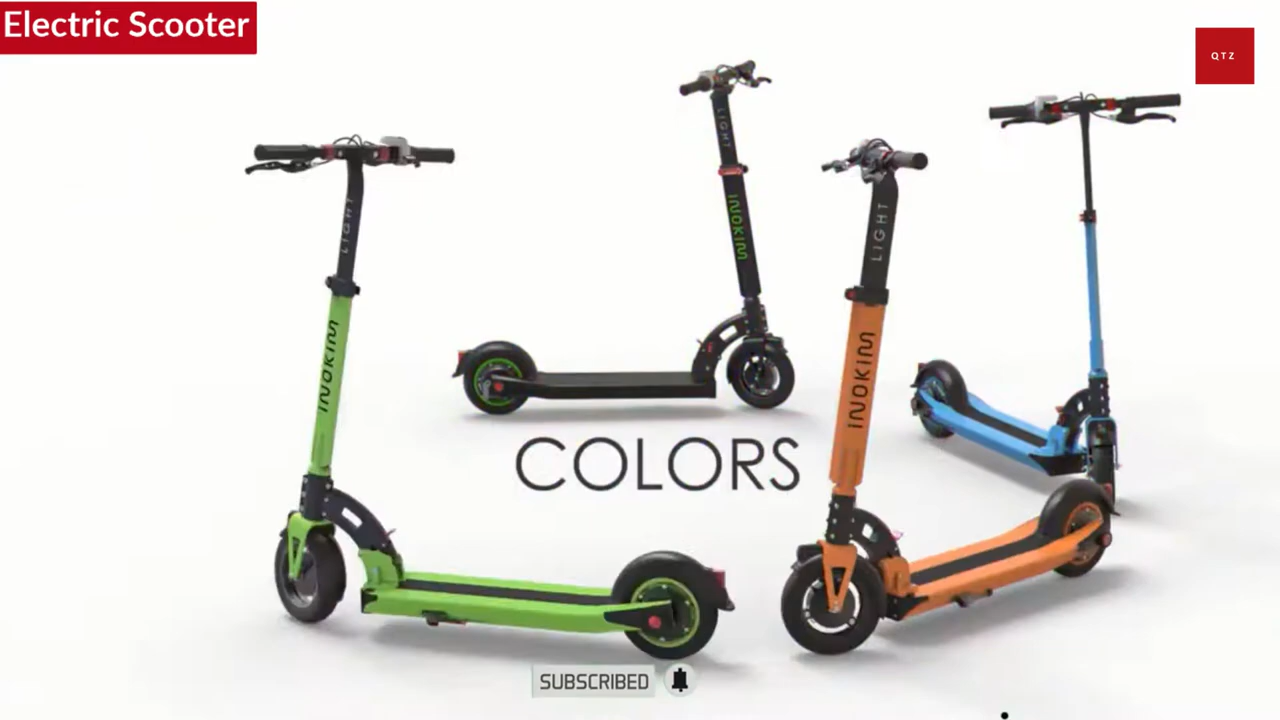 Electric Scooter
QTZ
LIGHT
INOKIM
LIGHT
INOKIM
LIGHT
INOKIM
COLORS
SUBSCRIBED